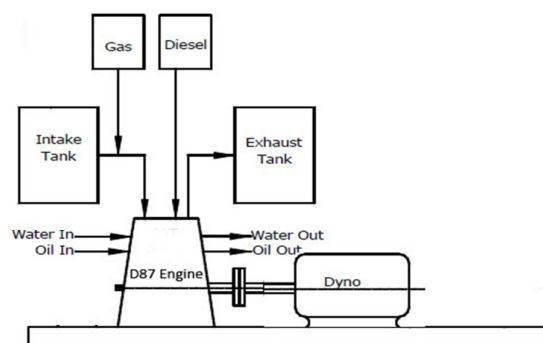 Gas
Diesel
Intake
Tank
Exhaust
Tank
Water In
Oil In
Water Out
Oil Out
D87 Engine
Dyno